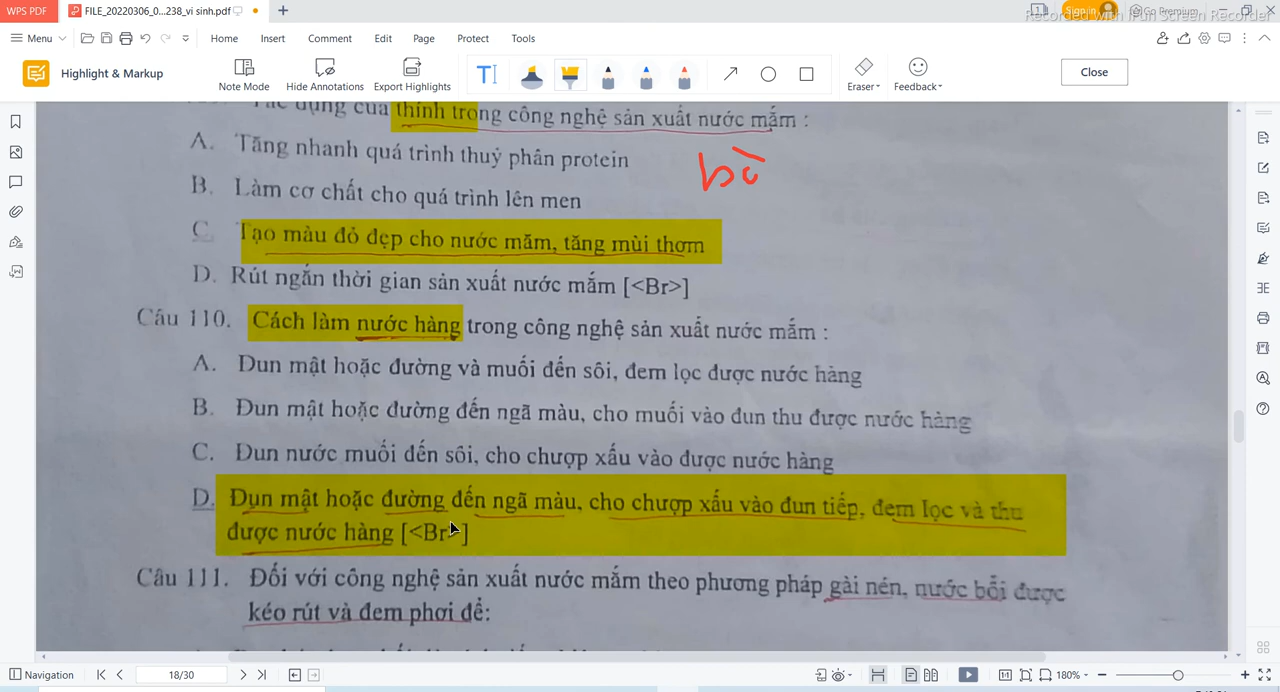 WPS PDF
FILE_20220306_0...238_vi sinh.pdf
Sign in
Go Premium
Recorded with iFun Screen Recorder
Menu
Home
Insert
Comment
Edit
Page
Protect
Tools
Highlight & Markup
Note Mode
Hide Annotations
Export Highlights
Eraser
Feedback
Close
Tác dụng của thính trong công nghệ sản xuất nước mắm :
A. Tăng nhanh quá trình thuỷ phân protein
B. Làm cơ chất cho quá trình lên men
C. Tạo màu đỏ đẹp cho nước mắm, tăng mùi thơm
D. Rút ngắn thời gian sản xuất nước mắm [<Br>]
Câu 110. Cách làm nước hàng trong công nghệ sản xuất nước mắm :
A. Đun mật hoặc đường và muối đến sôi, đem lọc được nước hàng
B. Đun mật hoặc đường đến ngã màu, cho muối vào đun thu được nước hàng
C. Đun nước muối đến sôi, cho chượp xấu vào được nước hàng
D. Đun mật hoặc đường đến ngã màu, cho chượp xấu vào đun tiếp, đem lọc và thu
được nước hàng [<Br>]
Câu 111. Đối với công nghệ sản xuất nước mắm theo phương pháp gài nén, nước bổi được
kéo rút và đem phơi để:
Navigation
18/30
180%